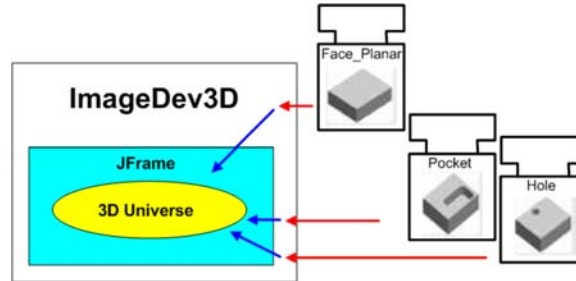 Face_Planar
ImageDev3D
JFrame
Pocket
Hole
3D Universe